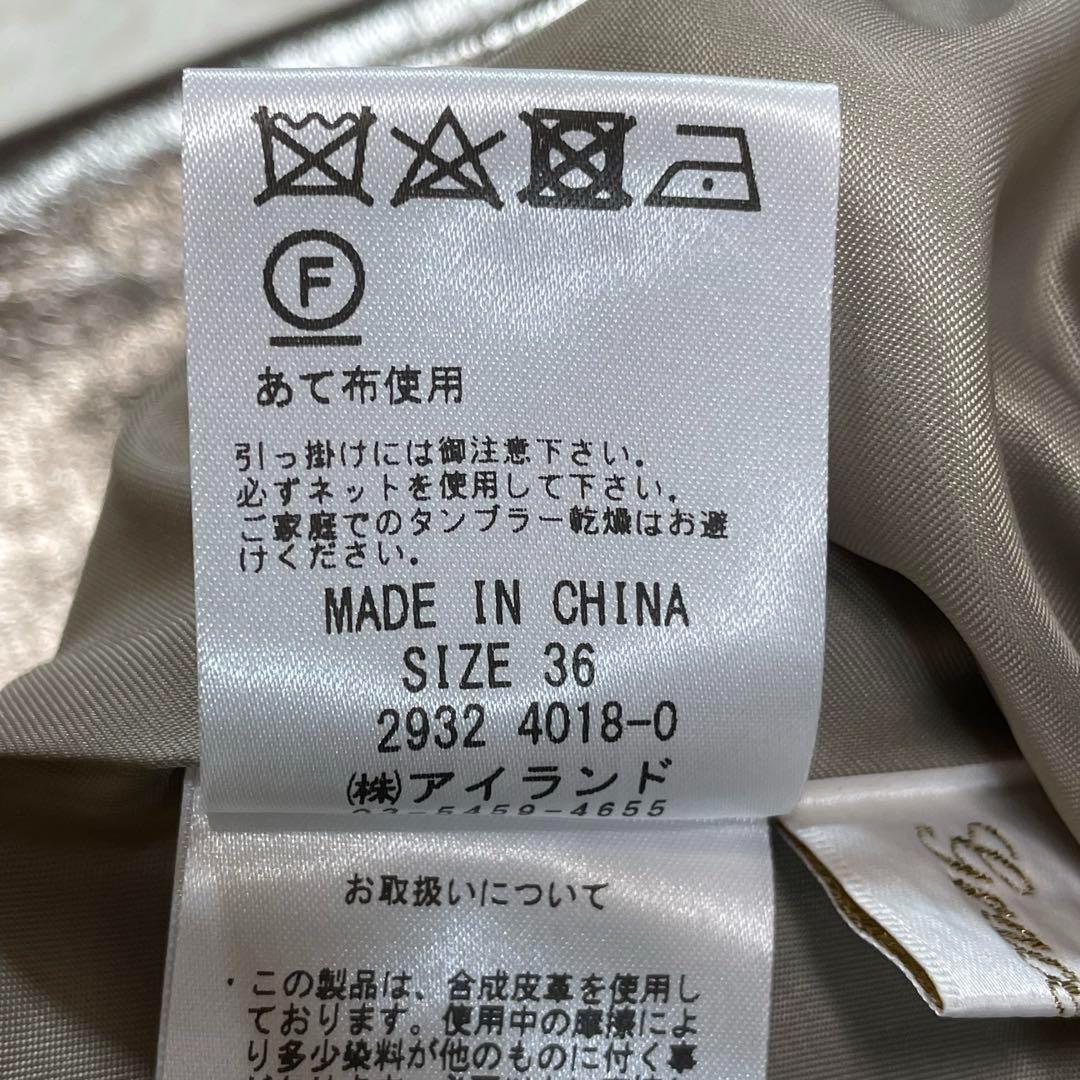 F
あて布使用
引っ掛けには御注意下さい。
必ずネットを使用して下さい。
ご家庭でのタンブラー乾燥はお避
けください。
MADE IN CHINA
SIZE 36
2932 4018-0
(株)アイランド
03-5459-4655
お取扱いについて
・この製品は、合成皮革を使用し
ております。使用中の摩擦によ
り多少染料が他のものに付く事